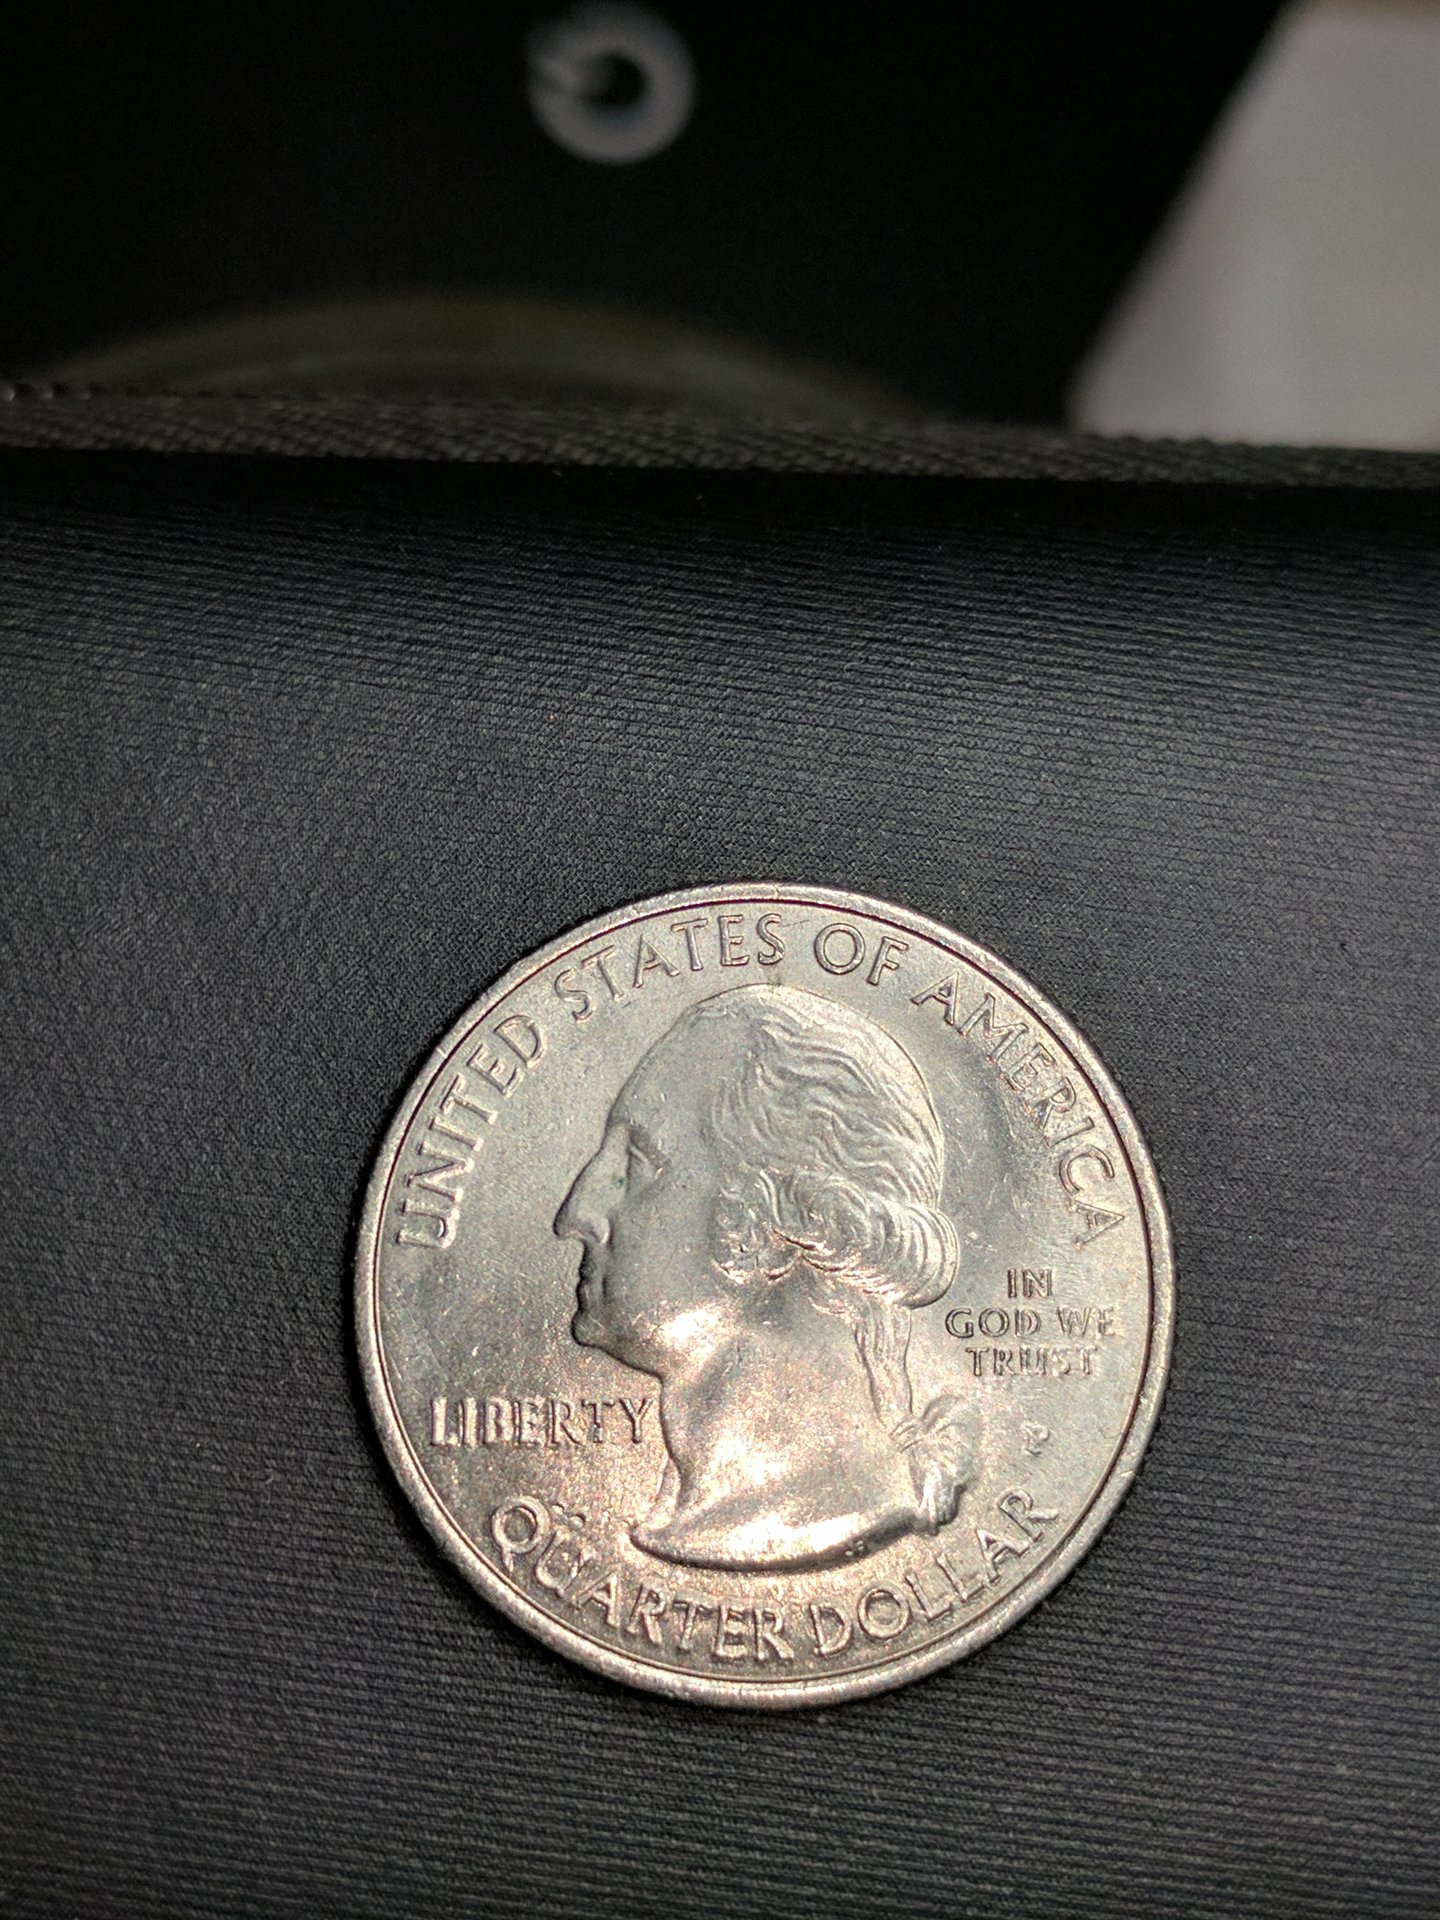 UNITED STATES OF AMERICA
IN
GOD WE
TRUST
LIBERTY
P
QUARTER DOLLAR